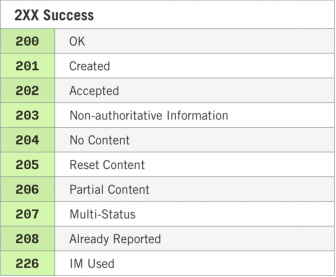 2XX Success
200 OK
201 Created
202 Accepted
203 Non-authoritative Information
204 No Content
205 Reset Content
206 Partial Content
207 Multi-Status
208 Already Reported
226 IM Used